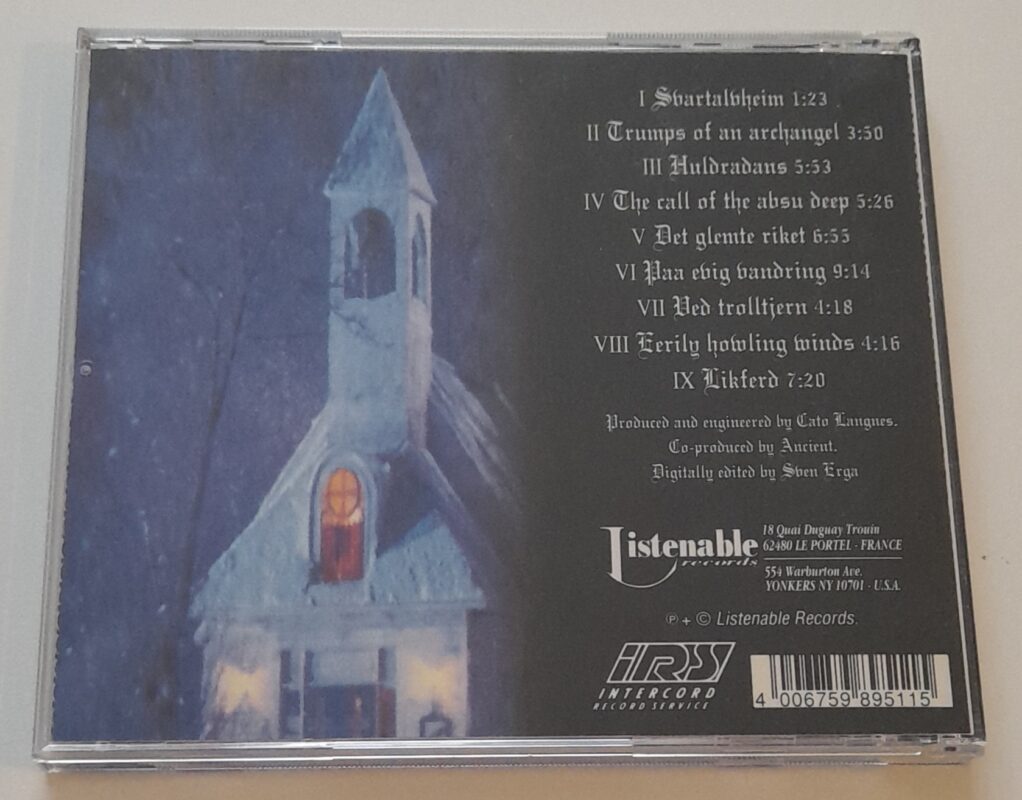 I Svartalvheim 1:23
II Trumps of an archangel 3:50
III Huldradans 5:53
IV The call of the absu deep 5:26
V Det glemte riket 6:55
VI Paa evig vandring 9:14
VII Ved trolltjern 4:18
VIII Eerily howling winds 4:16
IX Likferd 7:20
Produced and engineered by Cato Langnes.
Co-produced by Ancient.
Digitally edited by Sven Erga
Listenable
records
18 Quai Duguay Trouin
62480 LE PORTEL - FRANCE
554 Warburton Ave.
YONKERS NY 10701 - U.S.A.
℗ + © Listenable Records.
IRS
INTERCORD
RECORD SERVICE
4 006759 895115